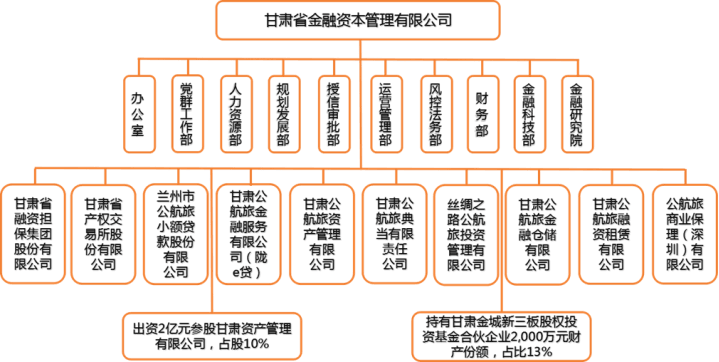 甘肃省金融资本管理有限公司
办公室
党群工作部
人力资源部
规划发展部
授信审批部
运营管理部
风控法务部
财务部
金融科技部
金融研究院
甘肃省
融资担
保集团
股份有
限公司
甘肃省
产权交
易所股
份有限
公司
兰州市
公航旅
小额贷
款股份
有限
公司
甘肃公
航旅金
融服务
有限公
司（陇
e贷）
甘肃公
航旅资
产管理
有限
公司
甘肃公
航旅典
当有限
责任
公司
丝绸之
路公航
旅投资
管理有
限公司
甘肃公
航旅金
融仓储
有限
公司
甘肃公
航旅融
资租赁
有限
公司
公航旅
商业保
理（深
圳）有
限公司
出资2亿元参股甘肃资产管理
有限公司，占股10%
持有甘肃金城新三板股权投
资基金合伙企业2,000万元财
产份额，占比13%